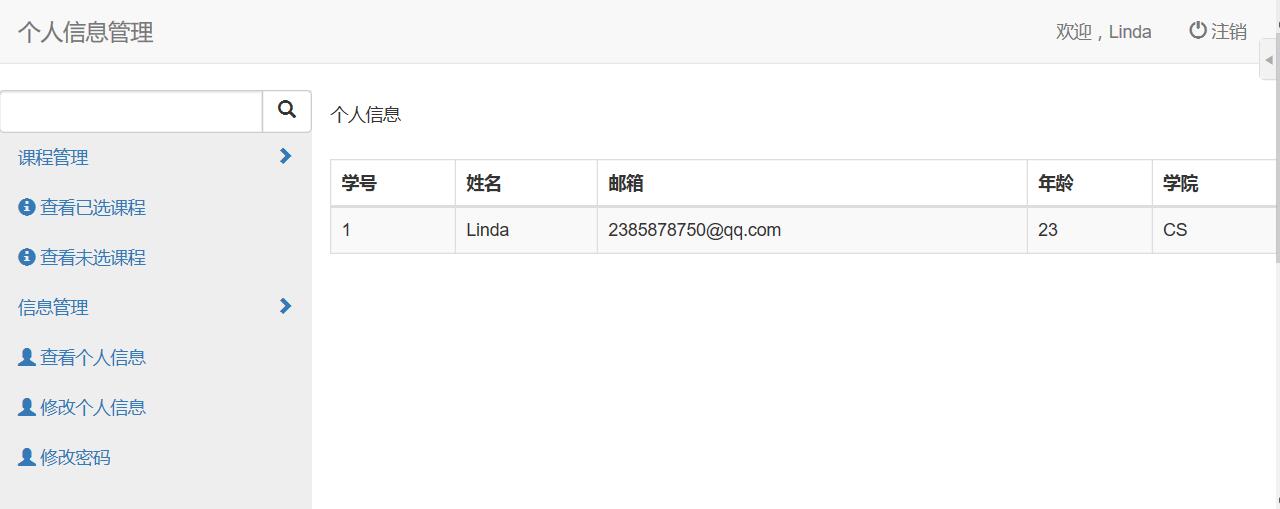 个人信息管理
欢迎，Linda
注销
个人信息
课程管理
查看已选课程
查看未选课程
信息管理
查看个人信息
修改个人信息
修改密码
学号 姓名 邮箱 年龄 学院
1 Linda 2385878750@qq.com 23 CS